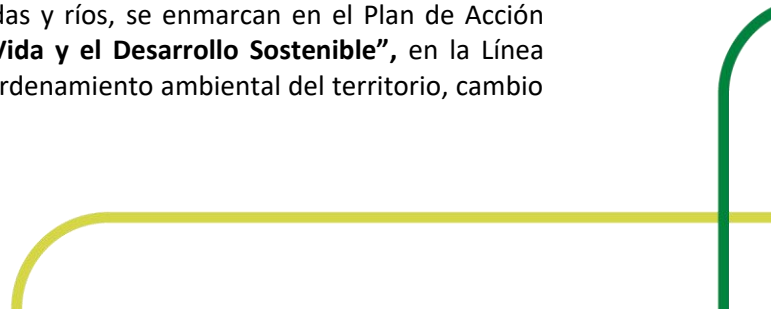 das y ríos, se enmarcan en el Plan de Acción
Vida y el Desarrollo Sostenible”, en la Línea
rdenamiento ambiental del territorio, cambio